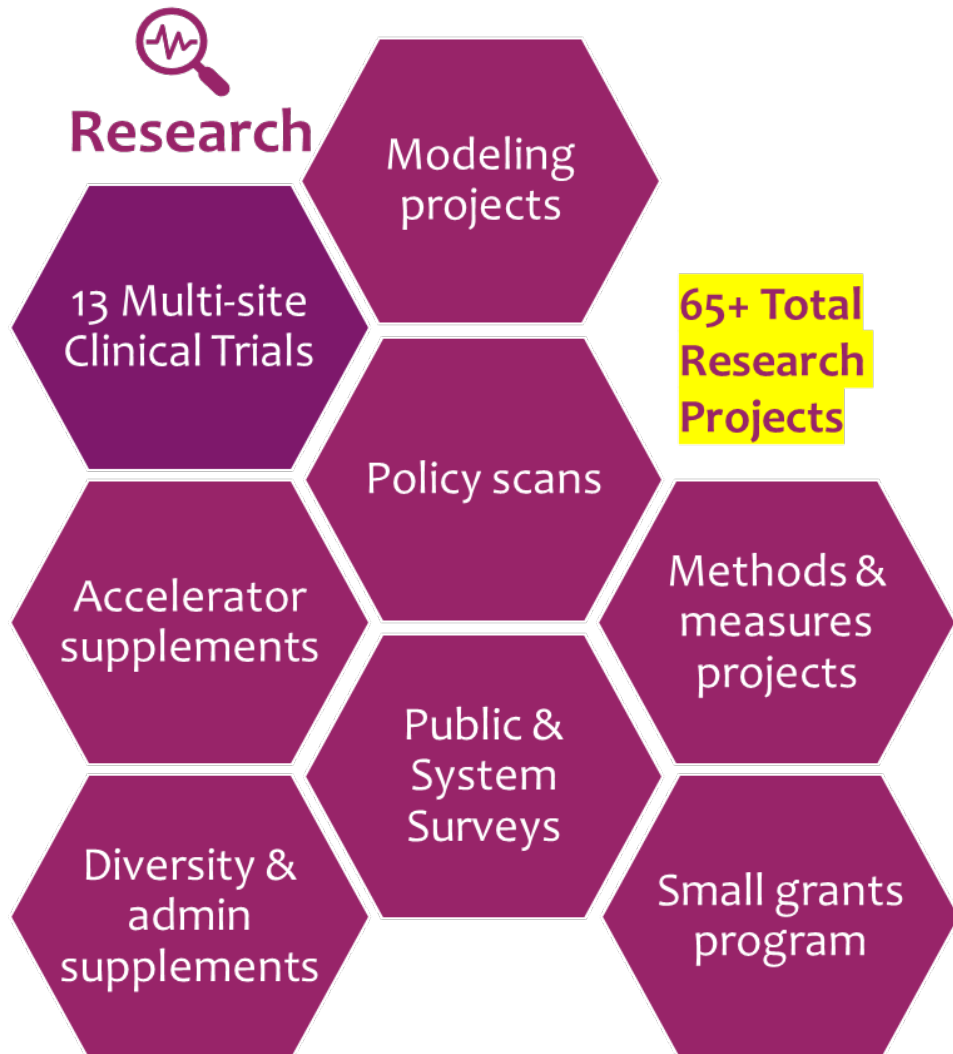 Research
Modeling
projects
13 Multi-site
Clinical Trials
65+ Total
Research
Projects
Policy scans
Accelerator
supplements
Methods &
measures
projects
Public &
System
Surveys
Diversity &
admin
supplements
Small grants
program